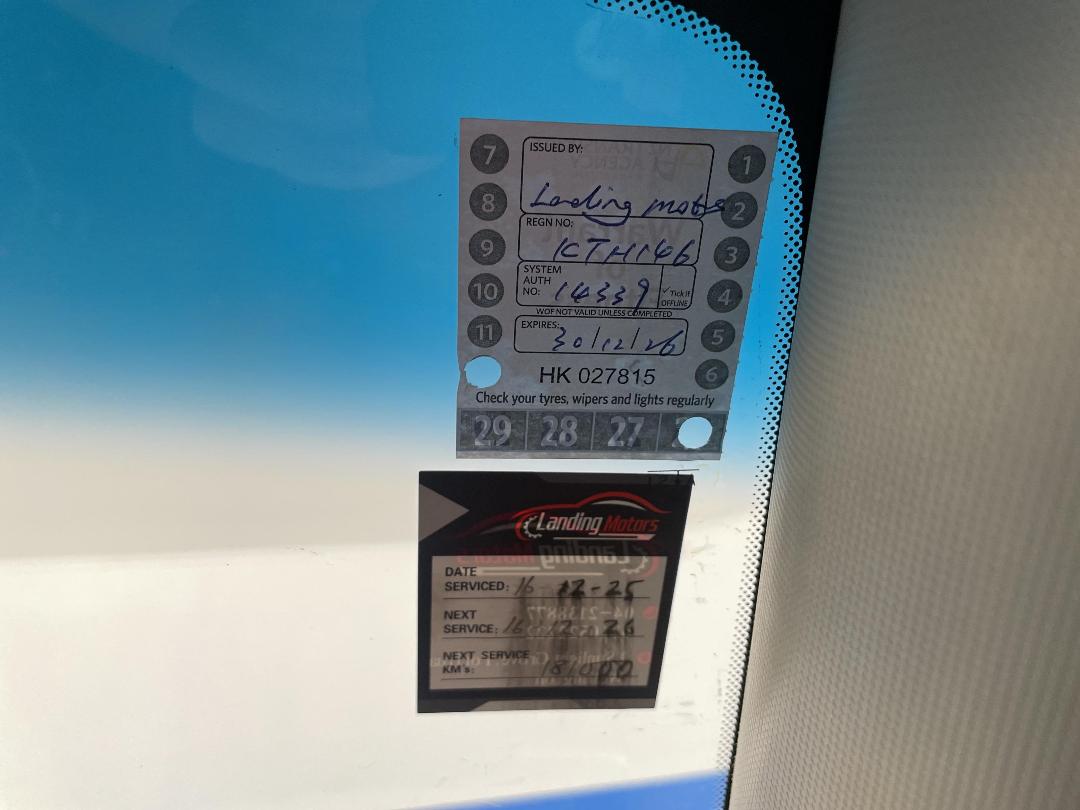 7
ISSUED BY:
1
8
Landing motors
2
REGN NO:
9
KTH146
3
SYSTEM
AUTH
NO: 14339
✓ Tick if
OFFLINE
10
4
WOF NOT VALID UNLESS COMPLETED
11
EXPIRES:
30/12/26
5
HK 027815
6
Check your tyres, wipers and lights regularly
29 28 27
Landing Motors
DATE
SERVICED: 16 12-25
NEXT
SERVICE: 16 12 26
NEXT SERVICE
KM's: 181000